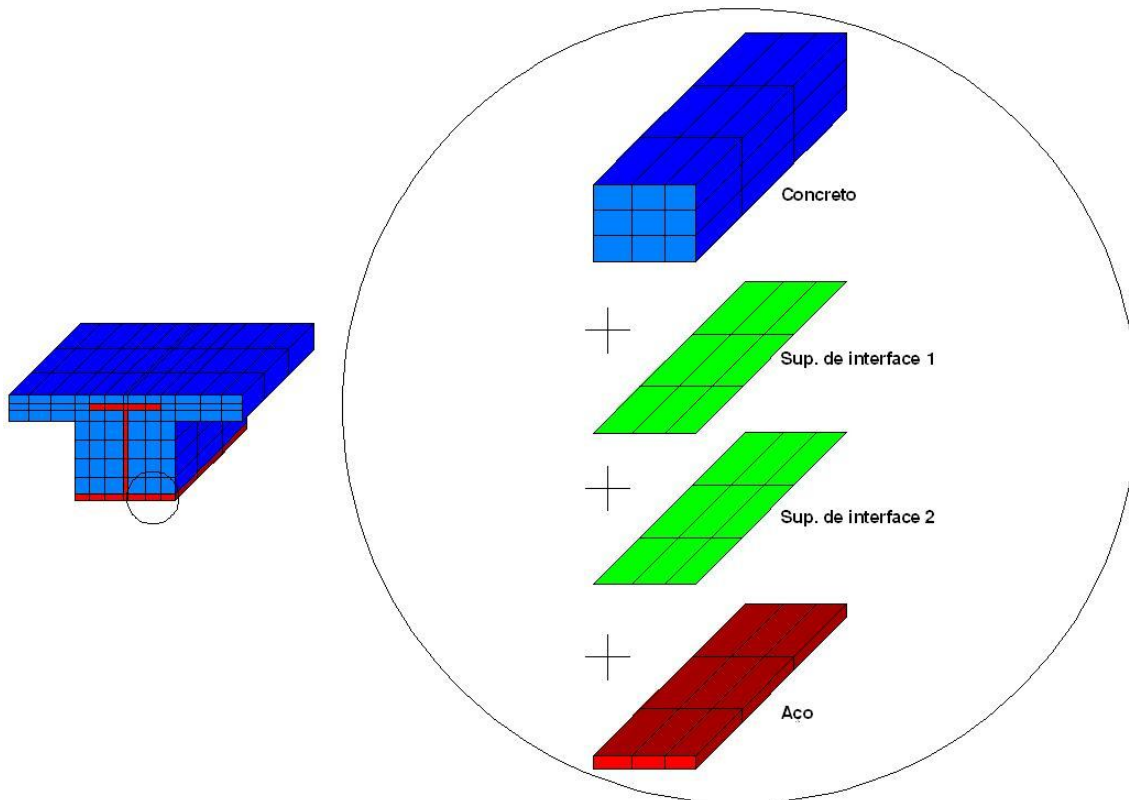 Concreto
Sup. de interface 1
Sup. de interface 2
Aço